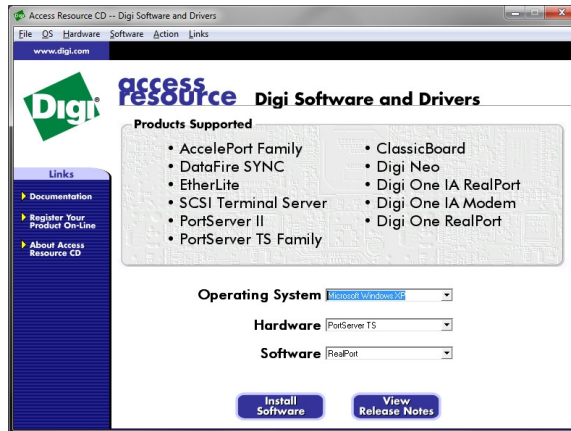 Access Resource CD -- Digi Software and Drivers
File QS Hardware Software Action Links
www.digi.com
Digi
access
resource Digi Software and Drivers
Products Supported
• AccelePort Family
• DataFire SYNC
• EtherLite
• SCSI Terminal Server
• PortServer II
• PortServer TS Family
• ClassicBoard
• Digi Neo
• Digi One IA RealPort
• Digi One IA Modem
• Digi One RealPort
Links
Documentation
Register Your
Product On-Line
About Access
Resource CD
Operating System Microsoft Windows XP
Hardware PortServer TS
Software RealPort
Install
Software
View
Release Notes